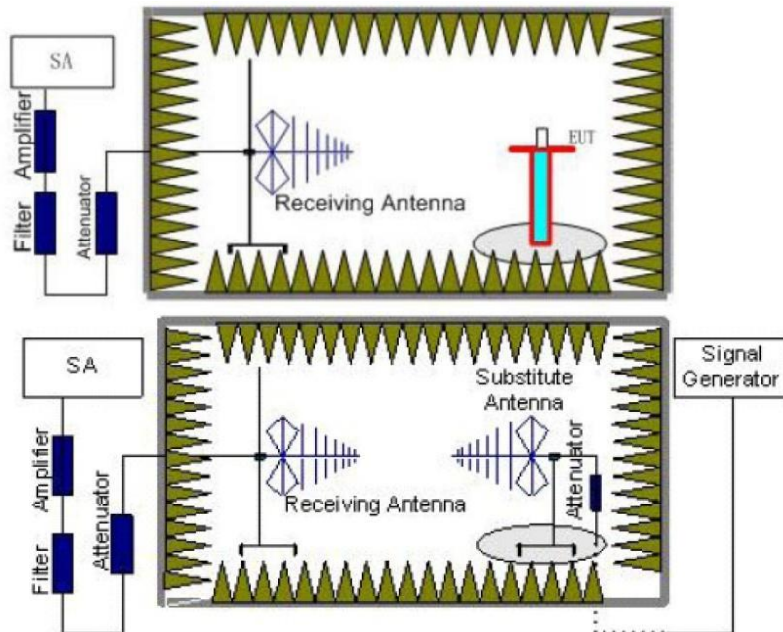 SA
Amplifier
Filter
Attenuator
EUT
Receiving Antenna
SA
Amplifier
Filter
Attenuator
Receiving Antenna
Substitute
Antenna
Attenuator
Signal
Generator